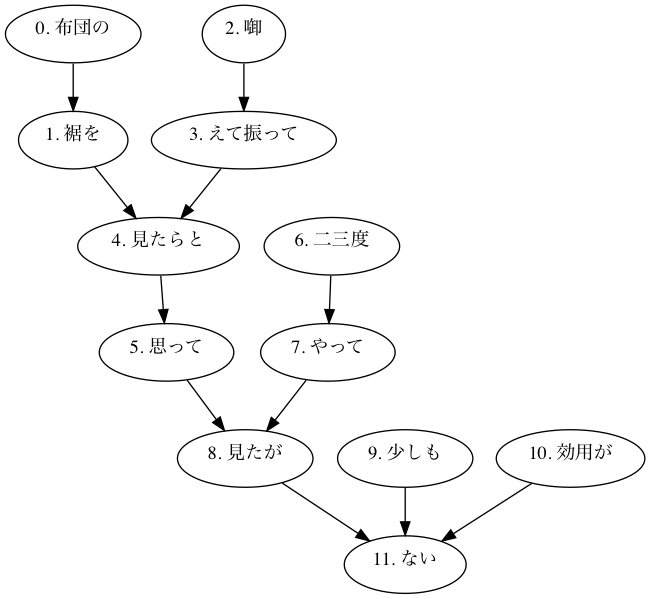 0. 布団の
2. 啣
1. 裾を
3. えて振って
4. 見たらと
6. 二三度
5. 思って
7. やって
8. 見たが
9. 少しも
10. 効用が
11. ない